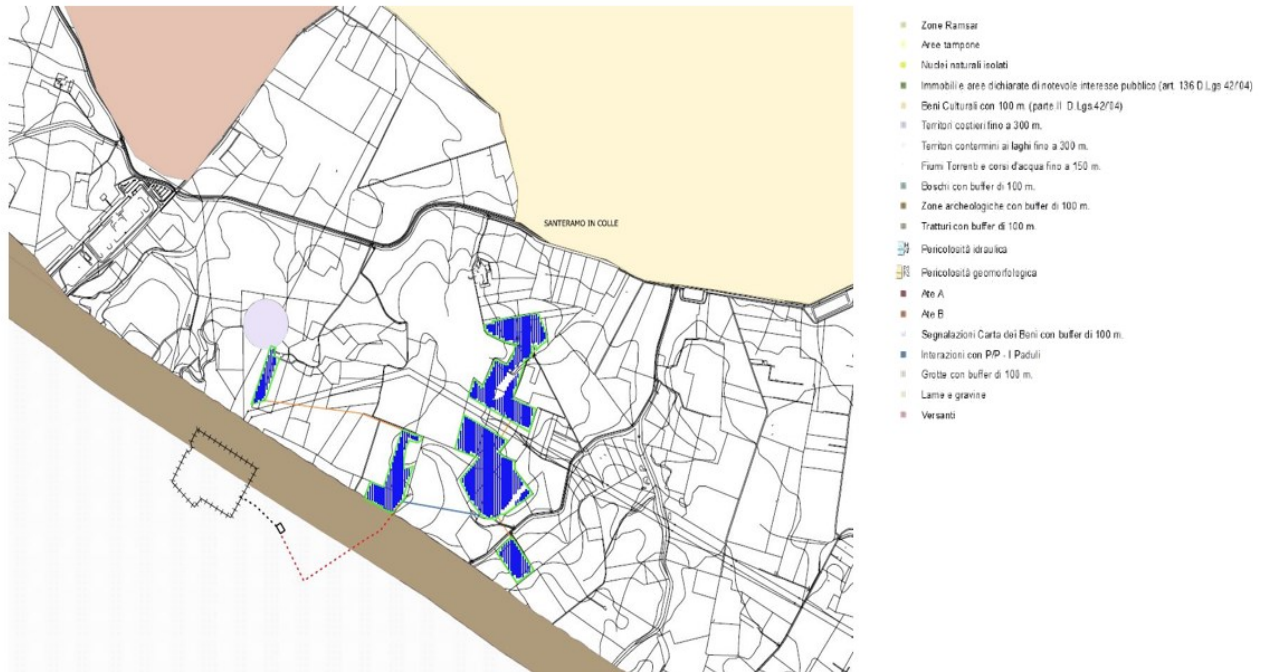 SANTERAMO IN COLLE
Zone Ramsar
Aree tampone
Nuclei naturali isolati
Immobili e aree dichiarate di notevole interesse pubblico (art. 136 D.Lgs 42/04)
Beni Culturali con 100 m. (parte II D.Lgs 42/04)
Territori costieri fino a 300 m.
Territori contermini ai laghi fino a 300 m.
Fiumi Torrenti e corsi d'acqua fino a 150 m.
Boschi con buffer di 100 m.
Zone archeologiche con buffer di 100 m.
Tratturi con buffer di 100 m.
Pericolosità idraulica
Pericolosità geomorfologica
Ate A
Ate B
Segnalazioni Carta dei Beni con buffer di 100 m.
Interazioni con P/P - I Paduli
Grotte con buffer di 100 m.
Lame e gravine
Versanti